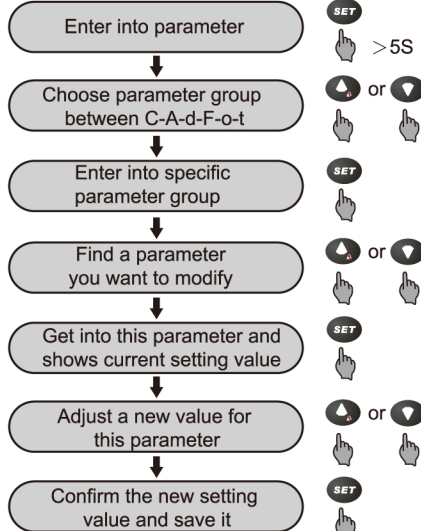 Enter into parameter
SET
>5S
Choose parameter group
between C-A-d-F-o-t
or
Enter into specific
parameter group
SET
Find a parameter
you want to modify
or
Get into this parameter and
shows current setting value
SET
Adjust a new value for
this parameter
or
Confirm the new setting
value and save it
SET